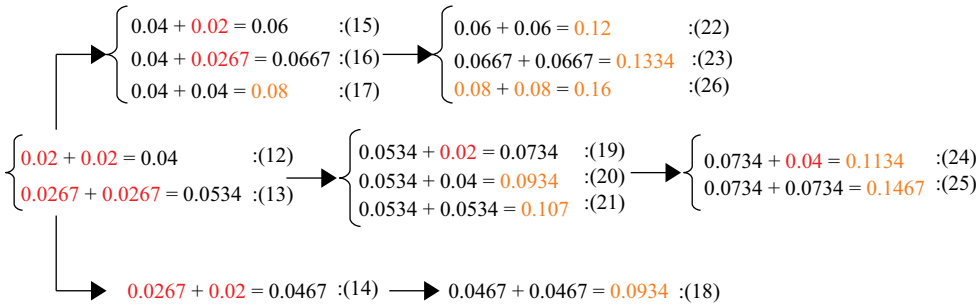 0.04 + 0.02 = 0.06 :(15)
0.04 + 0.0267 = 0.0667 :(16)
0.04 + 0.04 = 0.08 :(17)
0.06 + 0.06 = 0.12 :(22)
0.0667 + 0.0667 = 0.1334 :(23)
0.08 + 0.08 = 0.16 :(26)
0.02 + 0.02 = 0.04 :(12)
0.0267 + 0.0267 = 0.0534 :(13)
0.0534 + 0.02 = 0.0734 :(19)
0.0534 + 0.04 = 0.0934 :(20)
0.0534 + 0.0534 = 0.107 :(21)
0.0734 + 0.04 = 0.1134 :(24)
0.0734 + 0.0734 = 0.1467 :(25)
0.0267 + 0.02 = 0.0467 :(14)
0.0467 + 0.0467 = 0.0934 :(18)